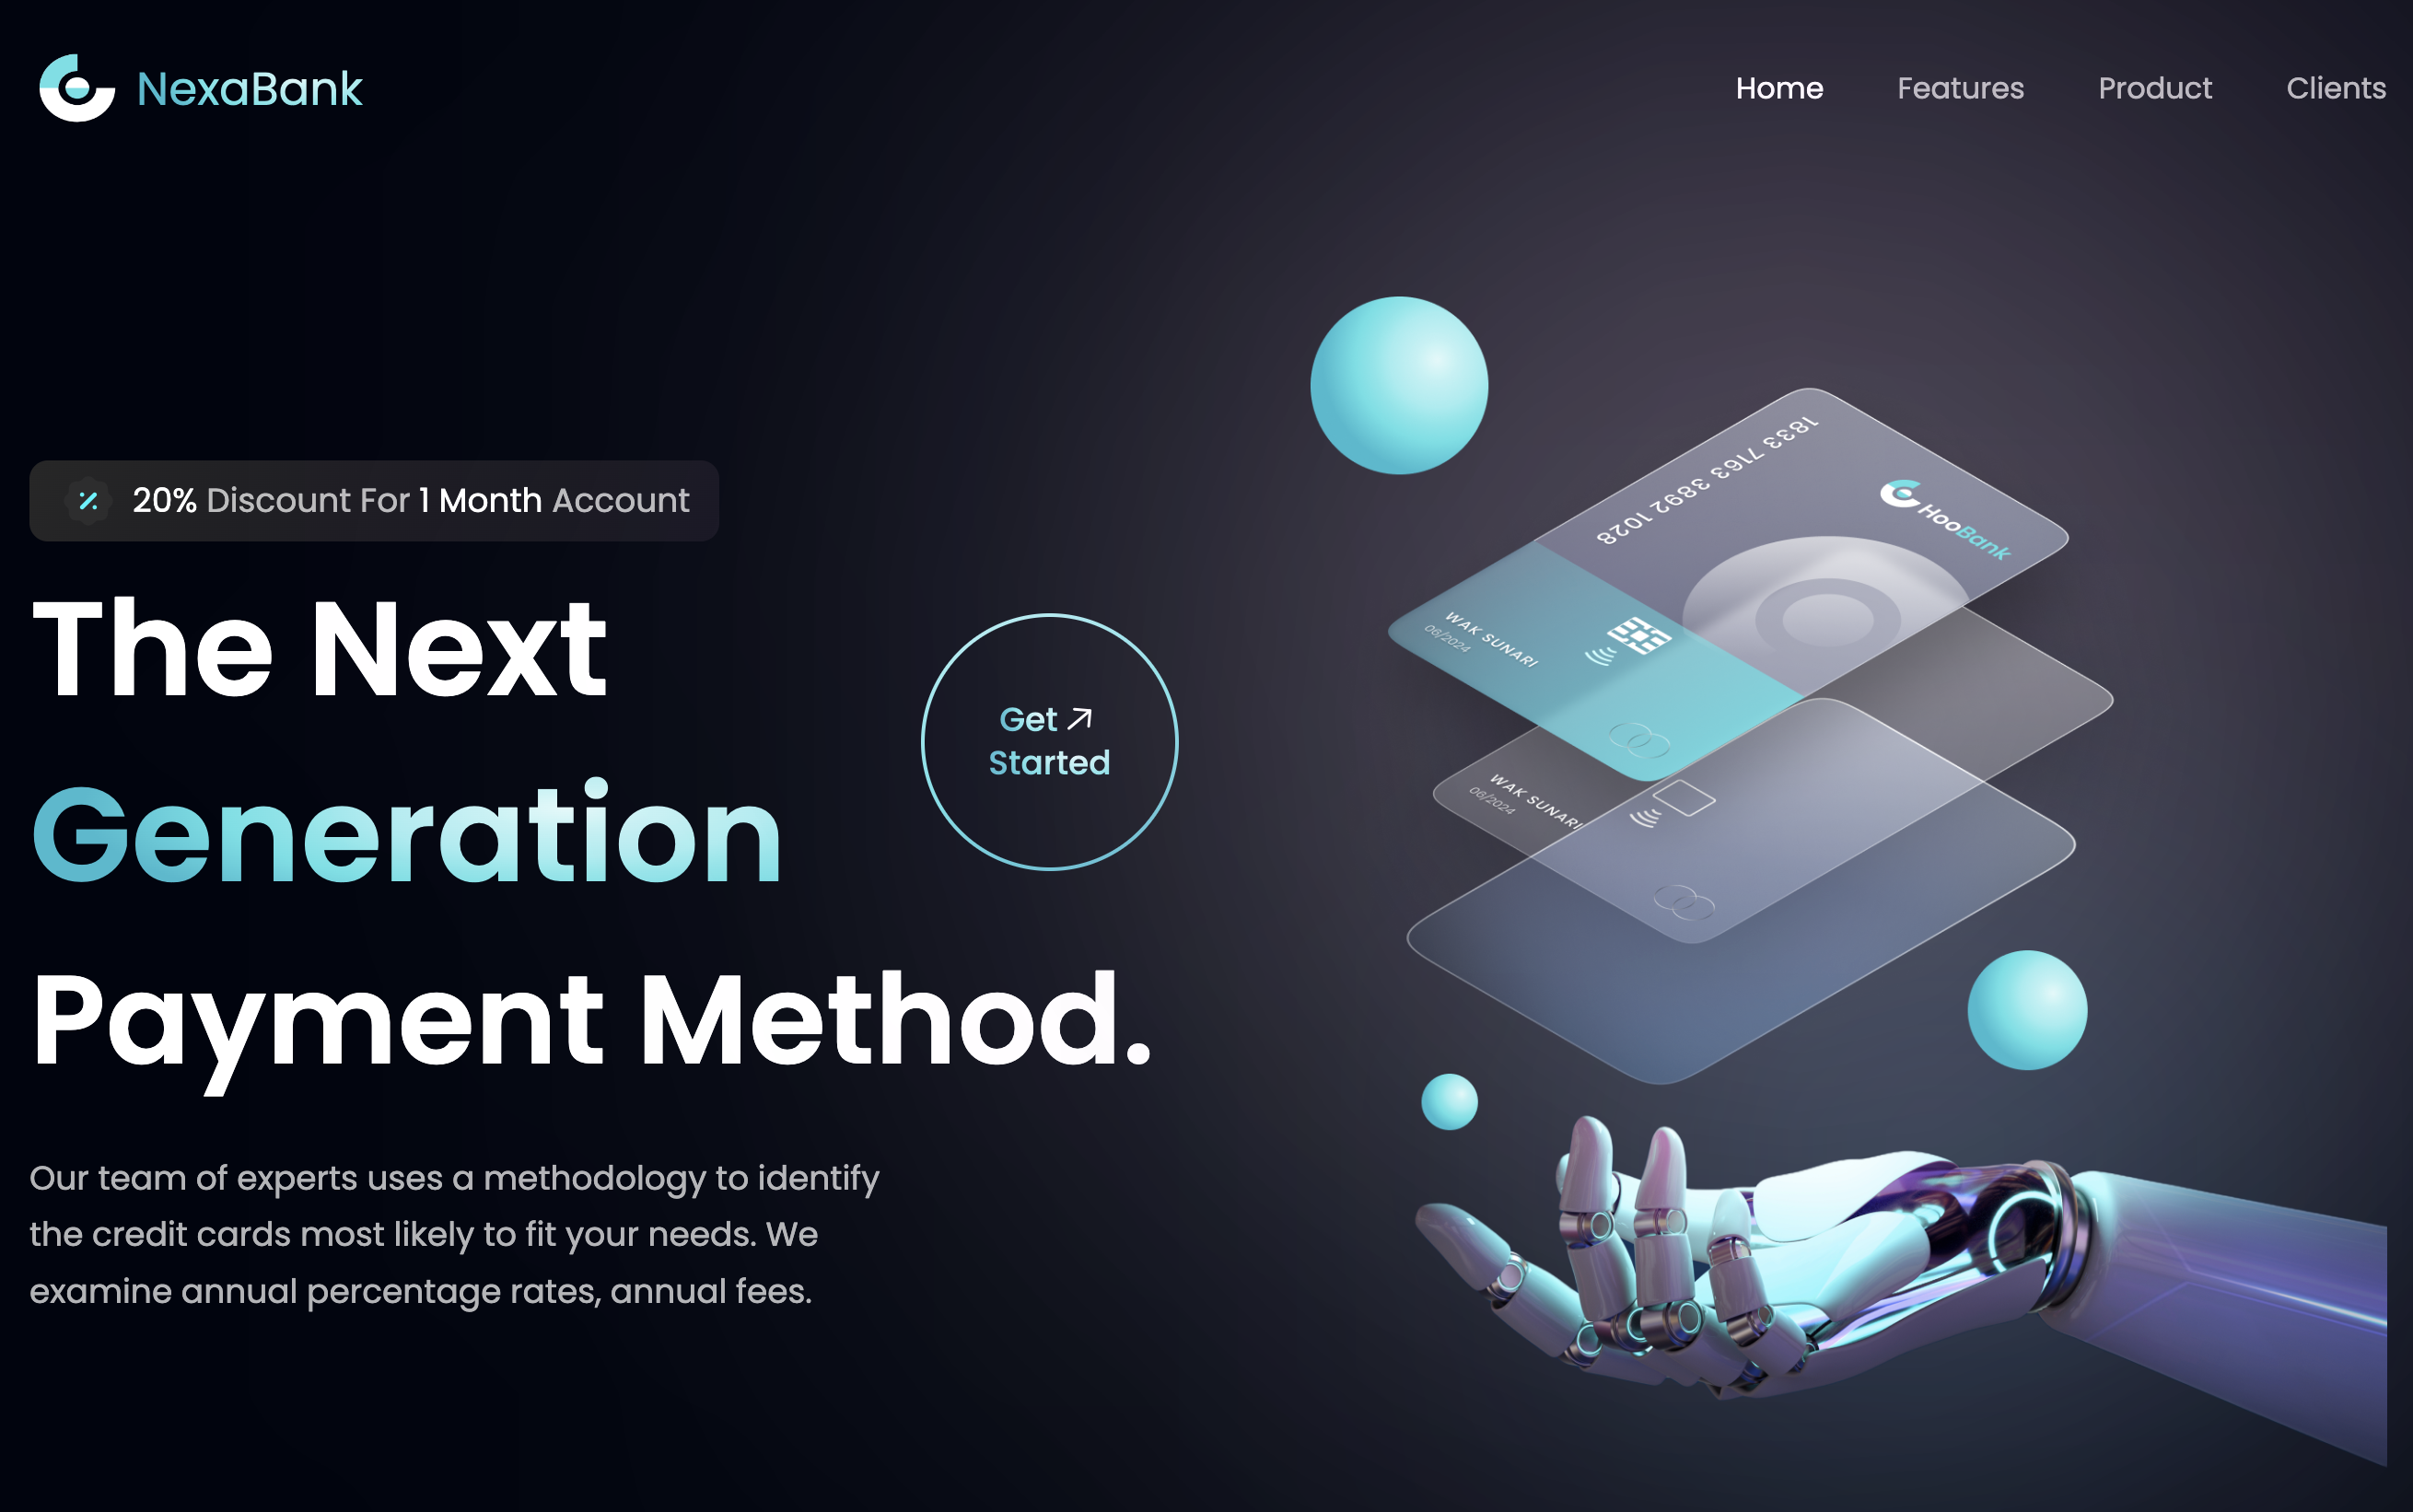 NexaBank
Home
Features
Product
Clients
20% Discount For 1 Month Account
The Next
Generation
Payment Method.
Get
Started
Our team of experts uses a methodology to identify
the credit cards most likely to fit your needs. We
examine annual percentage rates, annual fees.
1833 7163 3892 1028
HooBank
WAK SUNARI
06/2024
WAK SUNARI
06/2024